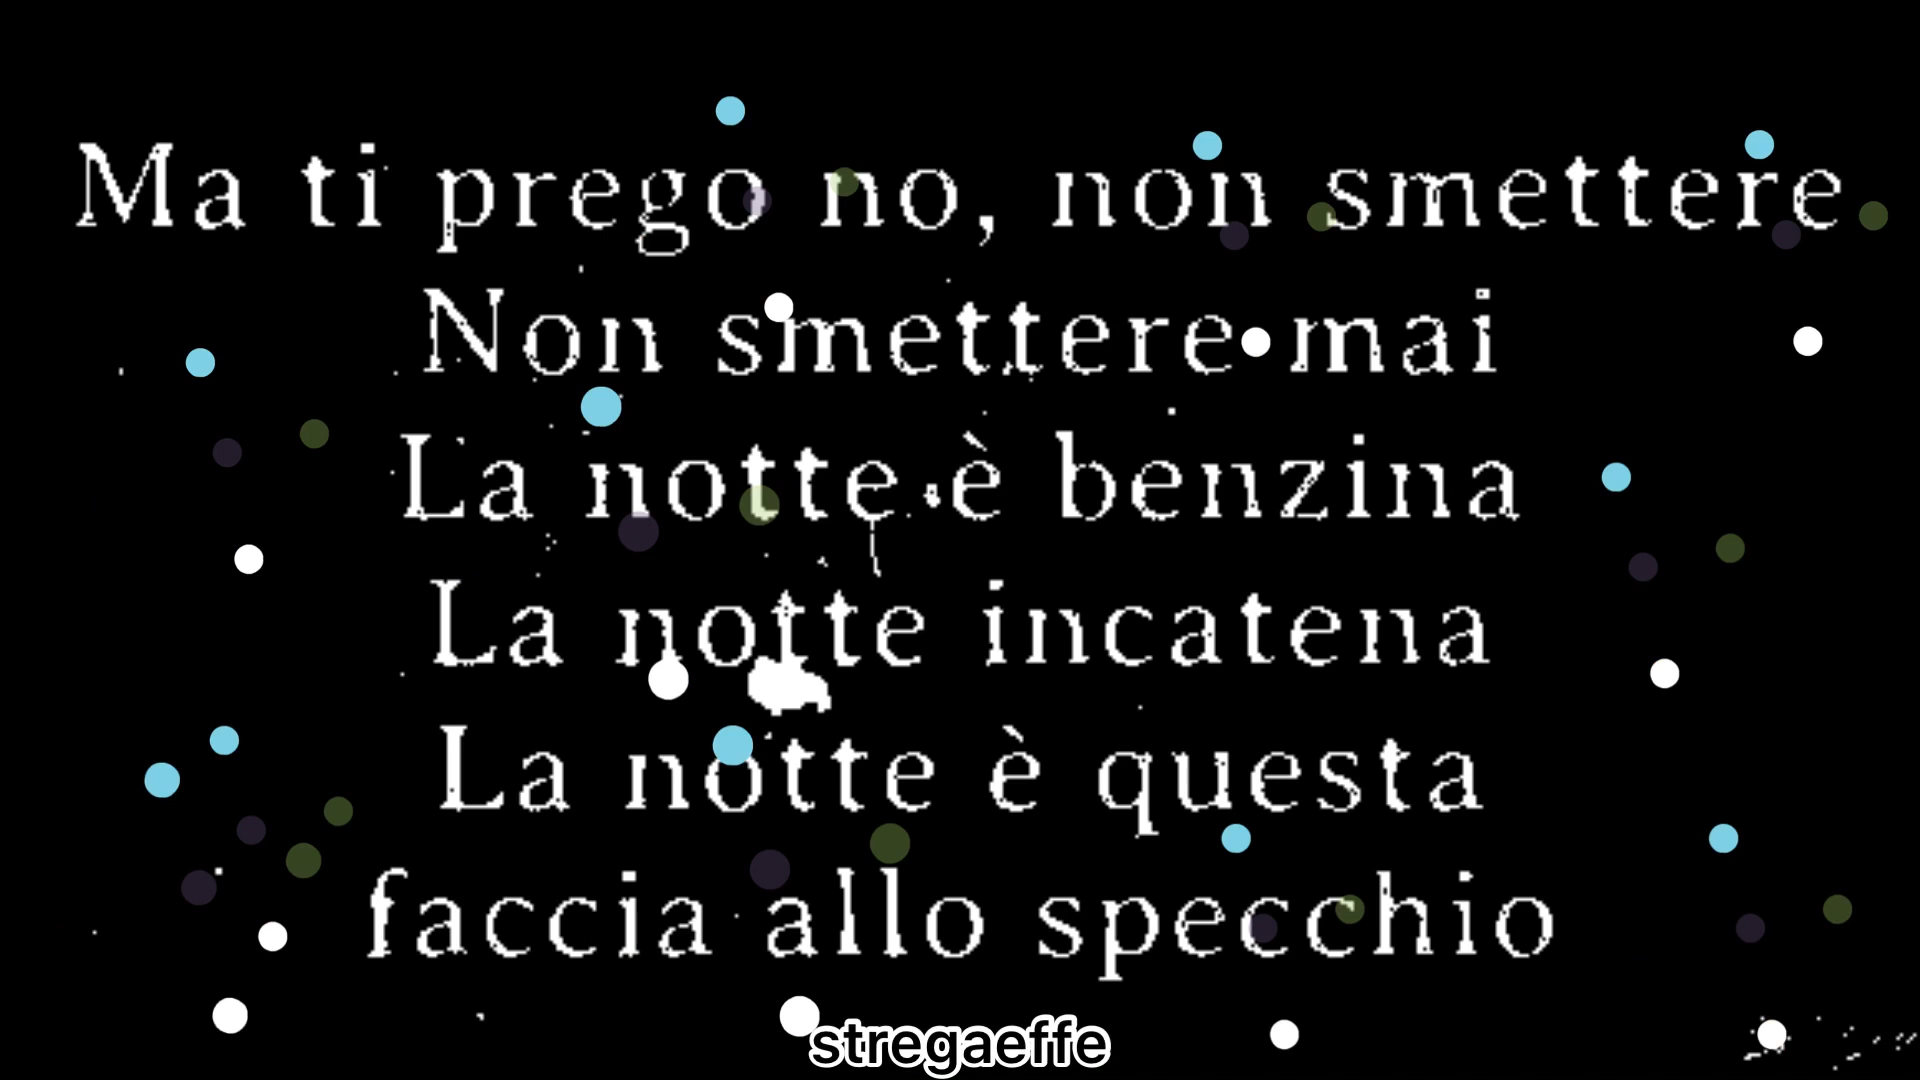 Ma ti prego no, non smettere
Non smettere mai
La notte è benzina
La notte incatena
La notte è questa
faccia allo specchio
stregaeffe